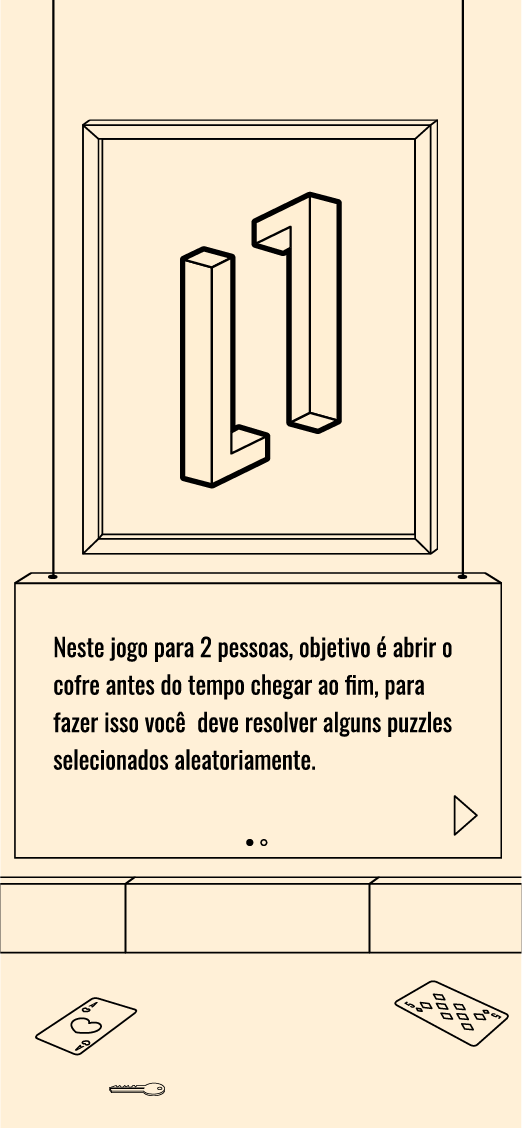 Neste jogo para 2 pessoas, objetivo é abrir o
cofre antes do tempo chegar ao fim, para
fazer isso você  deve resolver alguns puzzles
selecionados aleatoriamente.